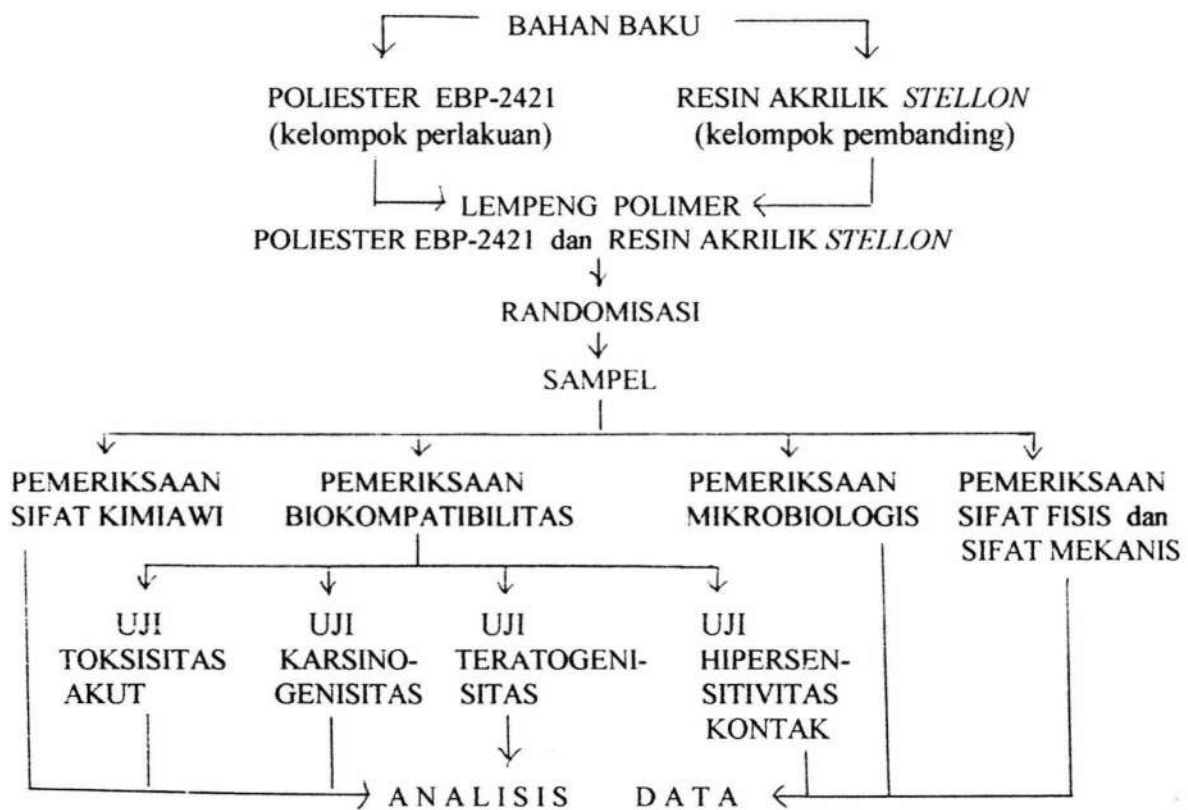 BAHAN BAKU
POLIESTER EBP-2421
(kelompok perlakuan)
RESIN AKRILIK STELLON
(kelompok pembanding)
LEMPENG POLIMER
POLIESTER EBP-2421 dan RESIN AKRILIK STELLON
RANDOMISASI
SAMPEL
PEMERIKSAAN
SIFAT KIMIAWI
PEMERIKSAAN
BIOKOMPATIBILITAS
PEMERIKSAAN
MIKROBIOLOGIS
PEMERIKSAAN
SIFAT FISIS dan
SIFAT MEKANIS
UJI
TOKSISITAS
AKUT
UJI
KARSINO-
GENISITAS
UJI
TERATOGENI-
SITAS
UJI
HIPERSEN-
SITIVITAS
KONTAK
ANALISIS DATA